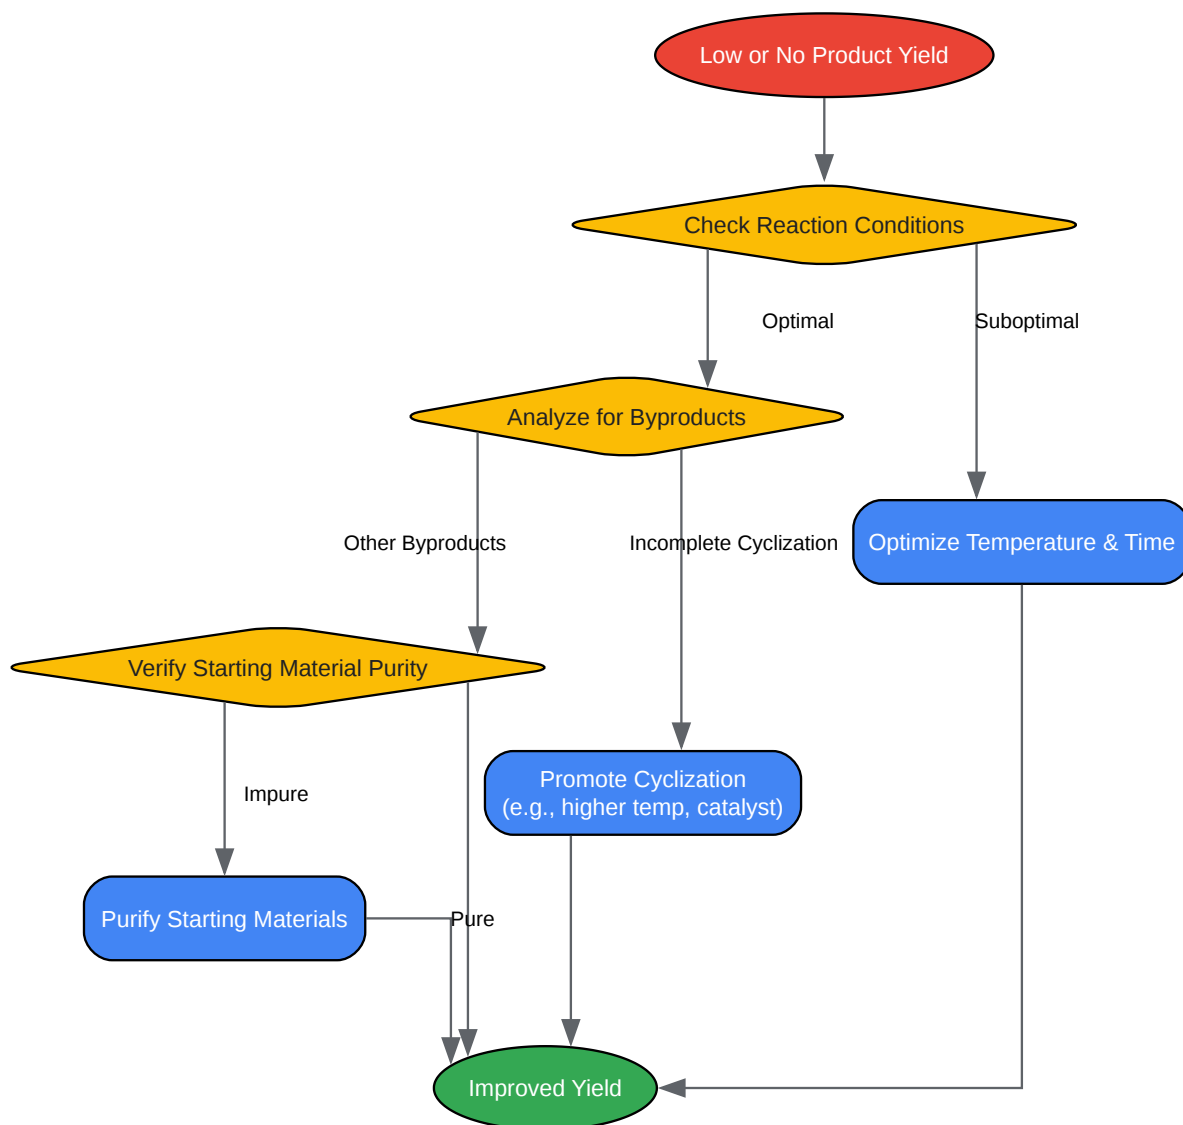 Low or No Product Yield
Check Reaction Conditions
Optimal
Suboptimal
Analyze for Byproducts
Other Byproducts
Incomplete Cyclization
Optimize Temperature & Time
Verify Starting Material Purity
Impure
Promote Cyclization
(e.g., higher temp, catalyst)
Purify Starting Materials
Pure
Improved Yield